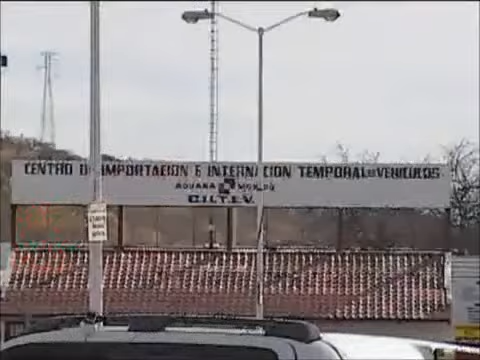 CENTRO DE IMPORTACION E INTERNACION TEMPORAL DE VEHICULOS
ADUANA MEXICO
C.I.I.T.E.V.